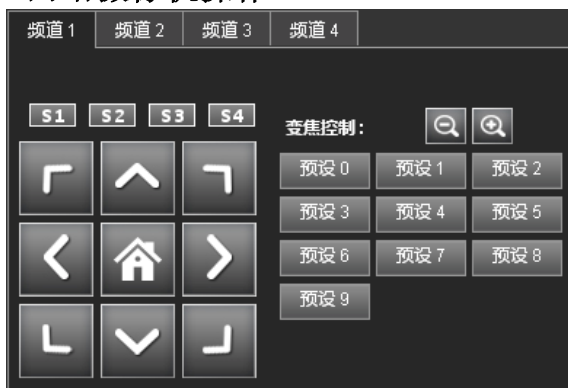 频道 1 频道 2 频道 3 频道 4
S1 S2 S3 S4
变焦控制：
预设 0 预设 1 预设 2
预设 3 预设 4 预设 5
预设 6 预设 7 预设 8
预设 9